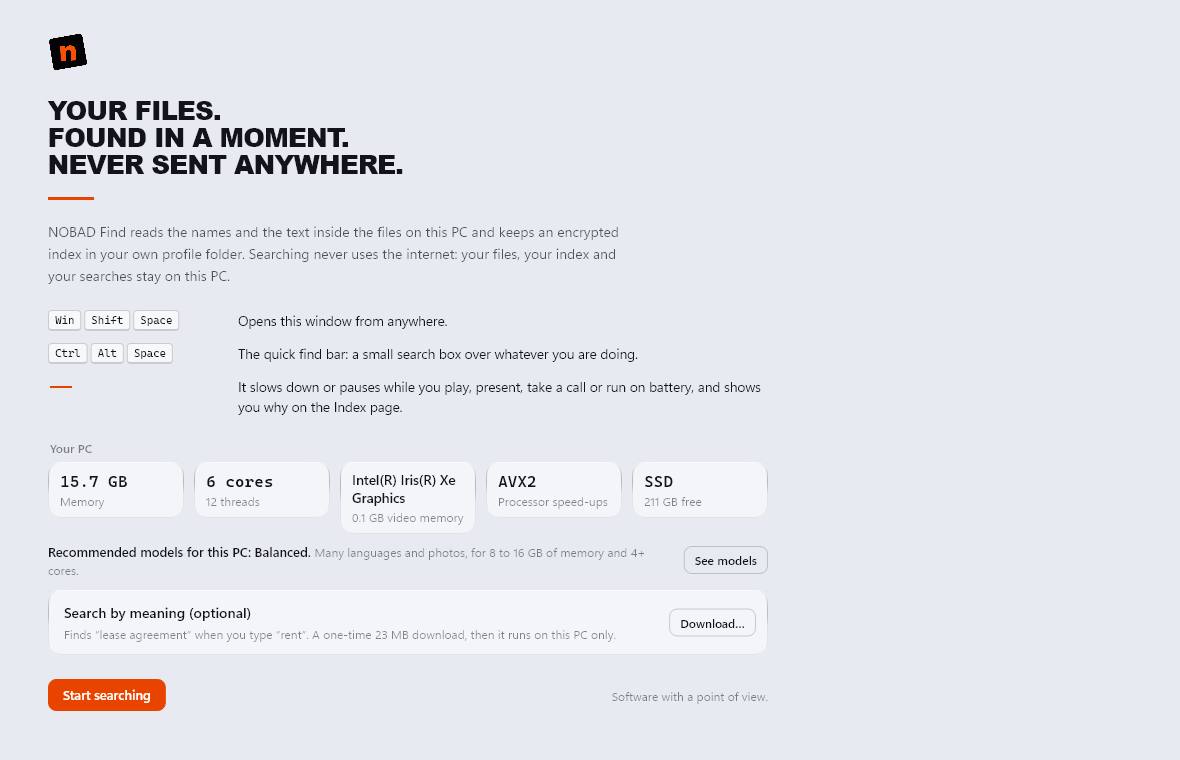 n
YOUR FILES.
FOUND IN A MOMENT.
NEVER SENT ANYWHERE.
NOBAD Find reads the names and the text inside the files on this PC and keeps an encrypted
index in your own profile folder. Searching never uses the internet: your files, your index and
your searches stay on this PC.
Win Shift Space
Opens this window from anywhere.
Ctrl Alt Space
The quick find bar: a small search box over whatever you are doing.
It slows down or pauses while you play, present, take a call or run on battery, and shows
you why on the Index page.
Your PC
15.7 GB
Memory
6 cores
12 threads
Intel(R) Iris(R) Xe
Graphics
0.1 GB video memory
AVX2
Processor speed-ups
SSD
211 GB free
Recommended models for this PC: Balanced. Many languages and photos, for 8 to 16 GB of memory and 4+
cores.
See models
Search by meaning (optional)
Finds “lease agreement” when you type “rent”. A one-time 23 MB download, then it runs on this PC only.
Download...
Start searching
Software with a point of view.